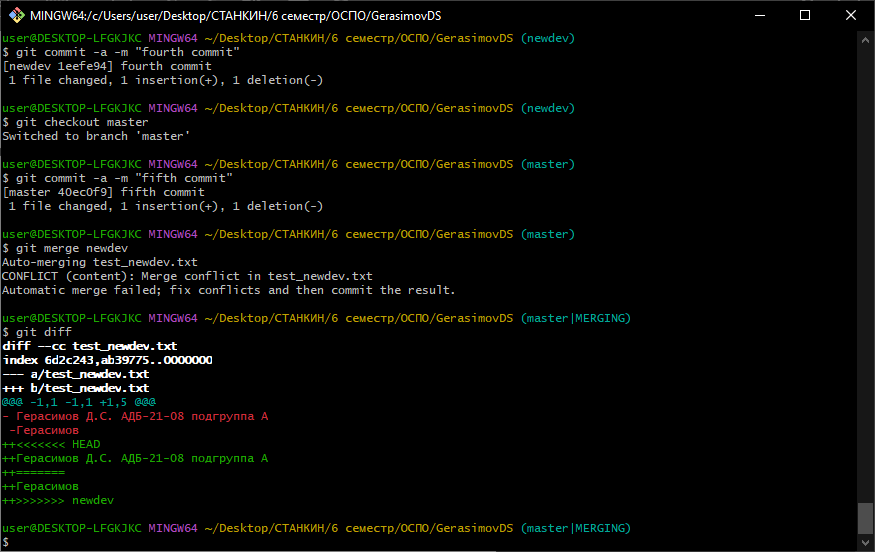 MINGW64:/c/Users/user/Desktop/СТАНКИН/6 семестр/ОСПО/GerasimovDS
user@DESKTOP-LFGKJKC MINGW64 ~/Desktop/СТАНКИН/6 семестр/ОСПО/GerasimovDS (newdev)
$ git commit -a -m "fourth commit"
[newdev 1eefe94] fourth commit
 1 file changed, 1 insertion(+), 1 deletion(-)
user@DESKTOP-LFGKJKC MINGW64 ~/Desktop/СТАНКИН/6 семестр/ОСПО/GerasimovDS (newdev)
$ git checkout master
Switched to branch 'master'
user@DESKTOP-LFGKJKC MINGW64 ~/Desktop/СТАНКИН/6 семестр/ОСПО/GerasimovDS (master)
$ git commit -a -m "fifth commit"
[master 40ec0f9] fifth commit
 1 file changed, 1 insertion(+), 1 deletion(-)
user@DESKTOP-LFGKJKC MINGW64 ~/Desktop/СТАНКИН/6 семестр/ОСПО/GerasimovDS (master)
$ git merge newdev
Auto-merging test_newdev.txt
CONFLICT (content): Merge conflict in test_newdev.txt
Automatic merge failed; fix conflicts and then commit the result.
user@DESKTOP-LFGKJKC MINGW64 ~/Desktop/СТАНКИН/6 семестр/ОСПО/GerasimovDS (master|MERGING)
$ git diff
diff --cc test_newdev.txt
index 6d2c243,ab39775..0000000
--- a/test_newdev.txt
+++ b/test_newdev.txt
@@@ -1,1 -1,1 +1,5 @@@
- Герасимов Д.С. АДБ-21-08 подгруппа А
 -Герасимов
++<<<<<<< HEAD
++Герасимов Д.С. АДБ-21-08 подгруппа А
++=======
++Герасимов
++>>>>>>> newdev
user@DESKTOP-LFGKJKC MINGW64 ~/Desktop/СТАНКИН/6 семестр/ОСПО/GerasimovDS (master|MERGING)
$